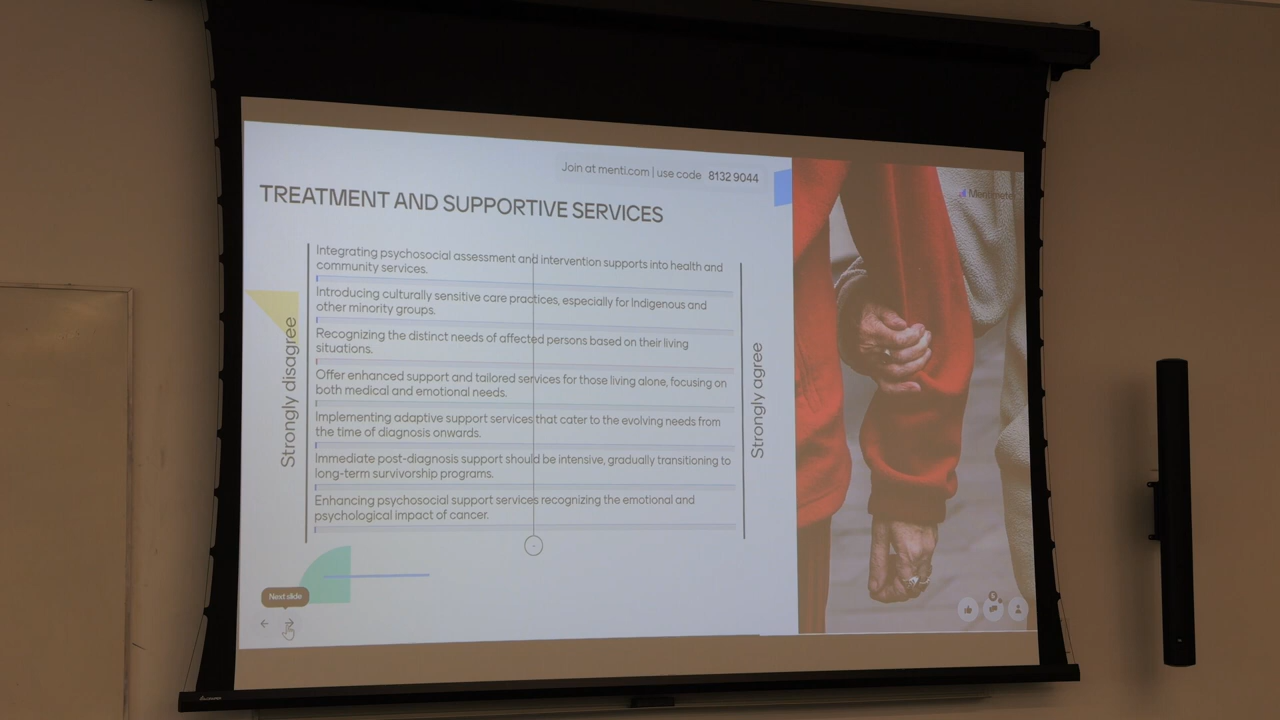 Join at menti.com | use code 8132 9044
Mentimete
TREATMENT AND SUPPORTIVE SERVICES
Strongly disagree
Integrating psychosocial assessment and intervention supports into health and
community services.
Introducing culturally sensitive care practices, especially for Indigenous and
other minority groups.
Recognizing the distinct needs of affected persons based on their living
situations.
Offer enhanced support and tailored services for those living alone, focusing on
both medical and emotional needs.
Implementing adaptive support services that cater to the evolving needs from
the time of diagnosis onwards.
Immediate post-diagnosis support should be intensive, gradually transitioning to
long-term survivorship programs.
Enhancing psychosocial support services recognizing the emotional and
psychological impact of cancer.
Strongly agree
Next slide